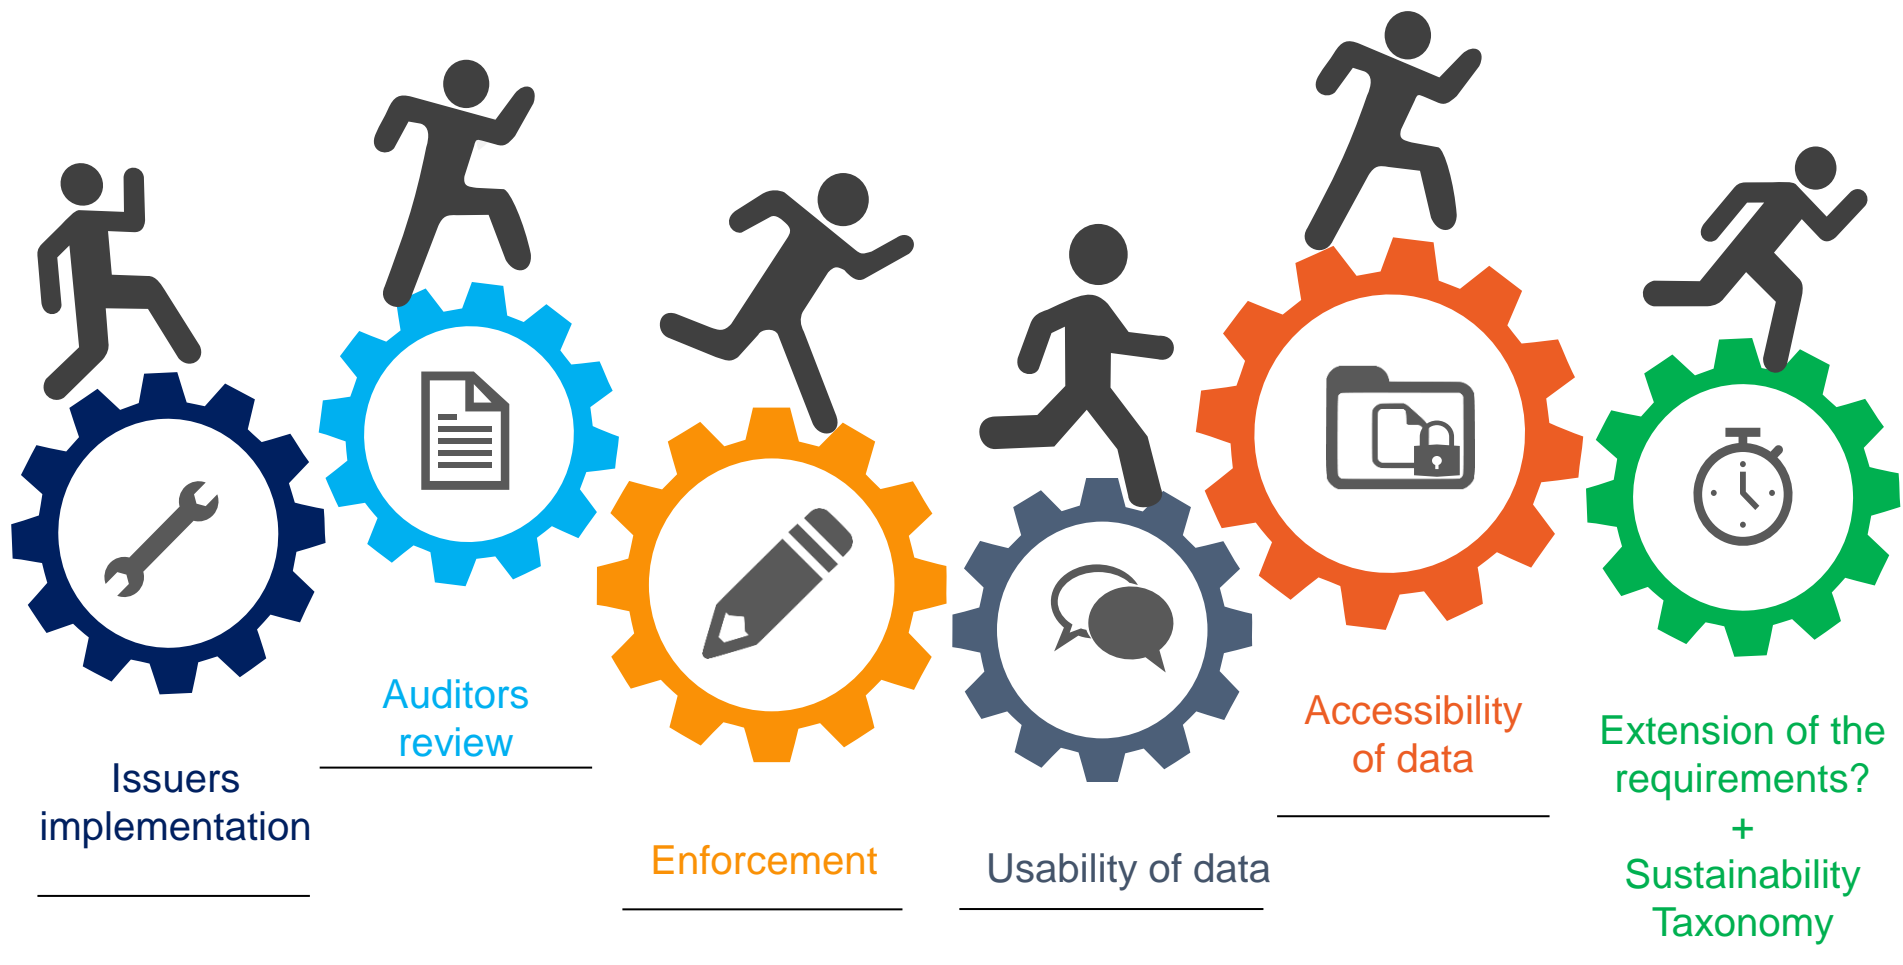 Issuers
implementation
Auditors
review
Enforcement
Usability of data
Accessibility
of data
Extension of the
requirements?
+
Sustainability
Taxonomy